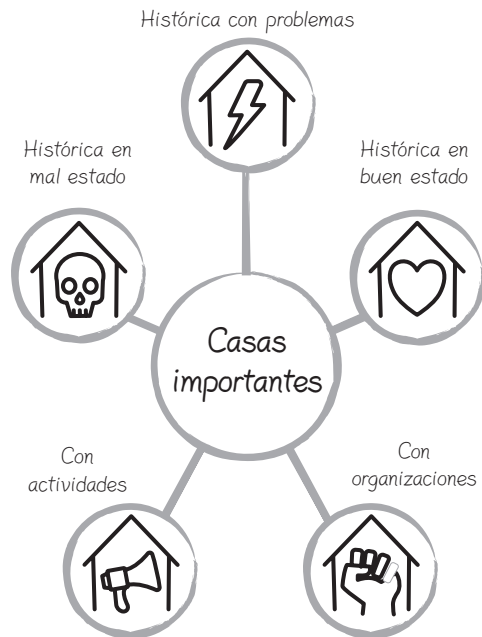 Histórica con problemas
Histórica en
mal estado
Histórica en
buen estado
Casas
importantes
Con
actividades
Con
organizaciones